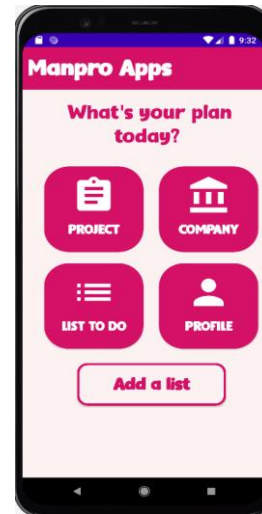 9:32
Manpro Apps
What's your plan
today?
PROJECT
COMPANY
LIST TO DO
PROFILE
Add a list